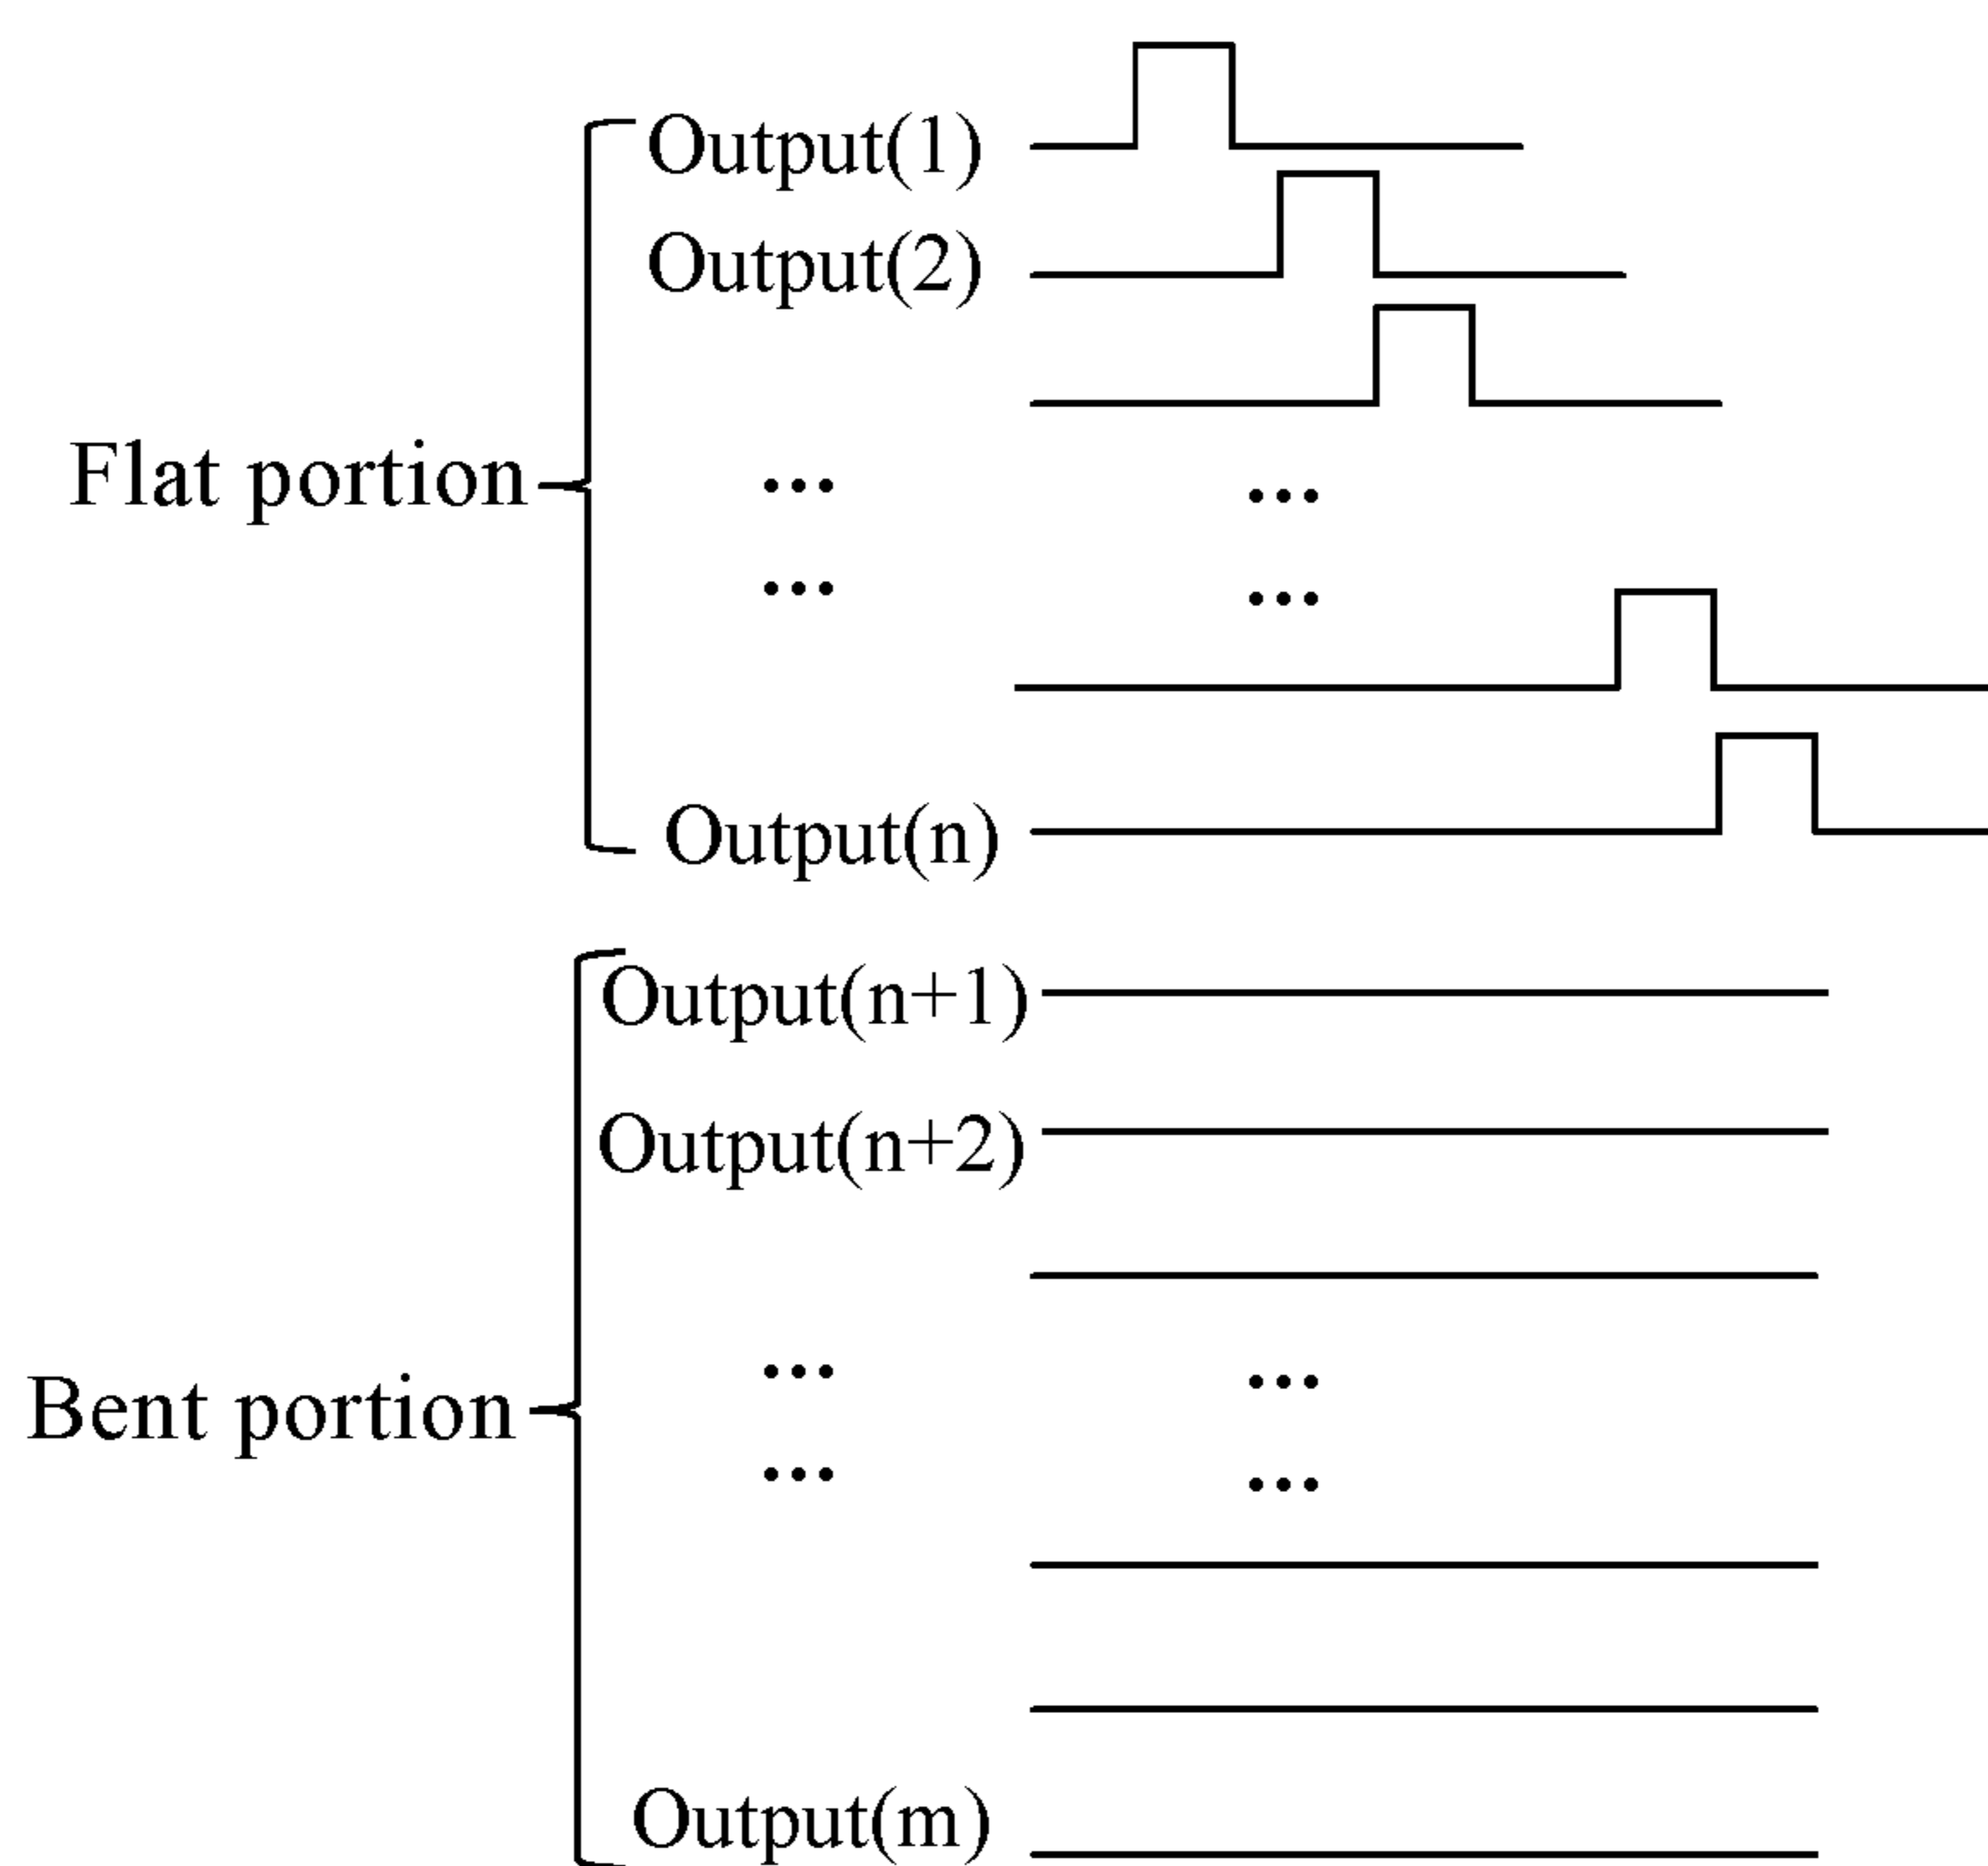 Output(1)
Output(2)
Flat portion
...
...
...
...
Output(n)
Output(n+1)
Output(n+2)
Bent portion
...
...
...
...
Output(m)